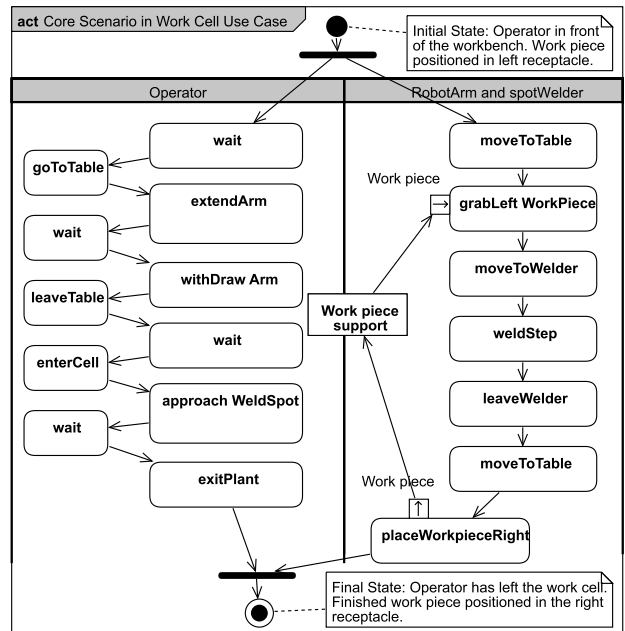 act Core Scenario in Work Cell Use Case
Initial State: Operator in front
of the workbench. Work piece
positioned in left receptacle.
Operator
RobotArm and spotWelder
wait
goToTable
extendArm
wait
withDraw Arm
leaveTable
wait
enterCell
approach WeldSpot
wait
exitPlant
moveToTable
Work piece
grabLeft WorkPiece
moveToWelder
Work piece
support
weldStep
leaveWelder
moveToTable
Work piece
placeWorkpieceRight
Final State: Operator has left the work cell.
Finished work piece positioned in the right
receptacle.